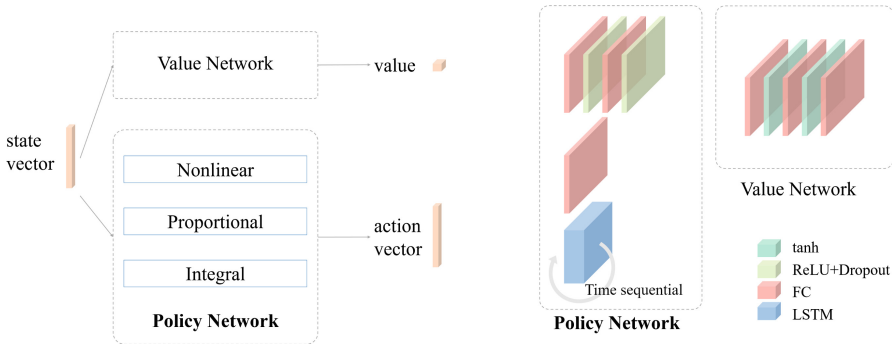 Value Network
value
state
vector
Nonlinear
Proportional
Integral
action
vector
Policy Network
Time sequential
Policy Network
Value Network
tanh
ReLU+Dropout
FC
LSTM